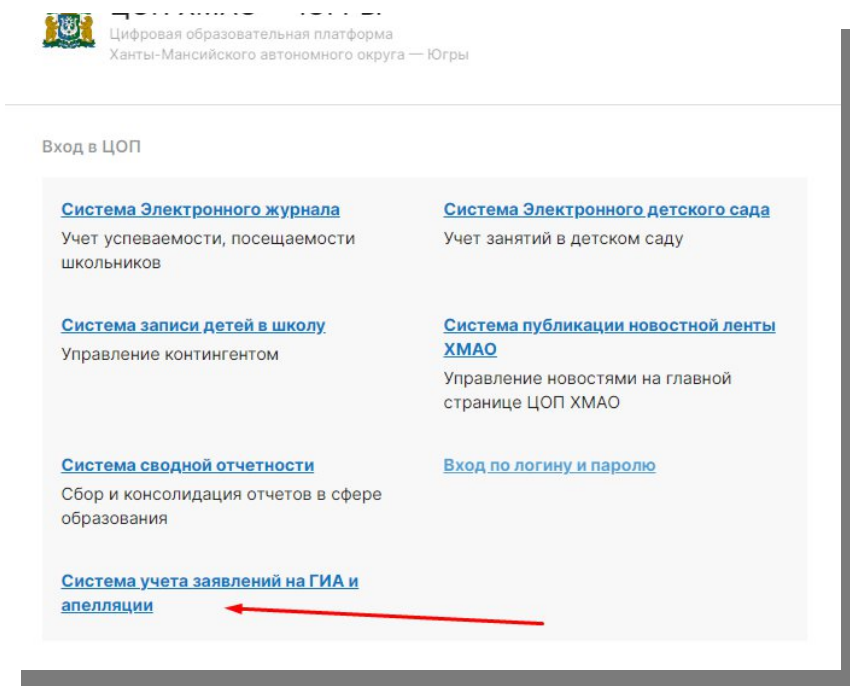 ЦОП ХМАО — ЮГРЫ
Цифровая образовательная платформа
Ханты-Мансийского автономного округа — Югры
Вход в ЦОП
Система Электронного журнала
Учет успеваемости, посещаемости
школьников
Система Электронного детского сада
Учет занятий в детском саду
Система записи детей в школу
Управление контингентом
Система публикации новостной ленты
ХМАО
Управление новостями на главной
странице ЦОП ХМАО
Система сводной отчетности
Сбор и консолидация отчетов в сфере
образования
Вход по логину и паролю
Система учета заявлений на ГИА и
апелляции